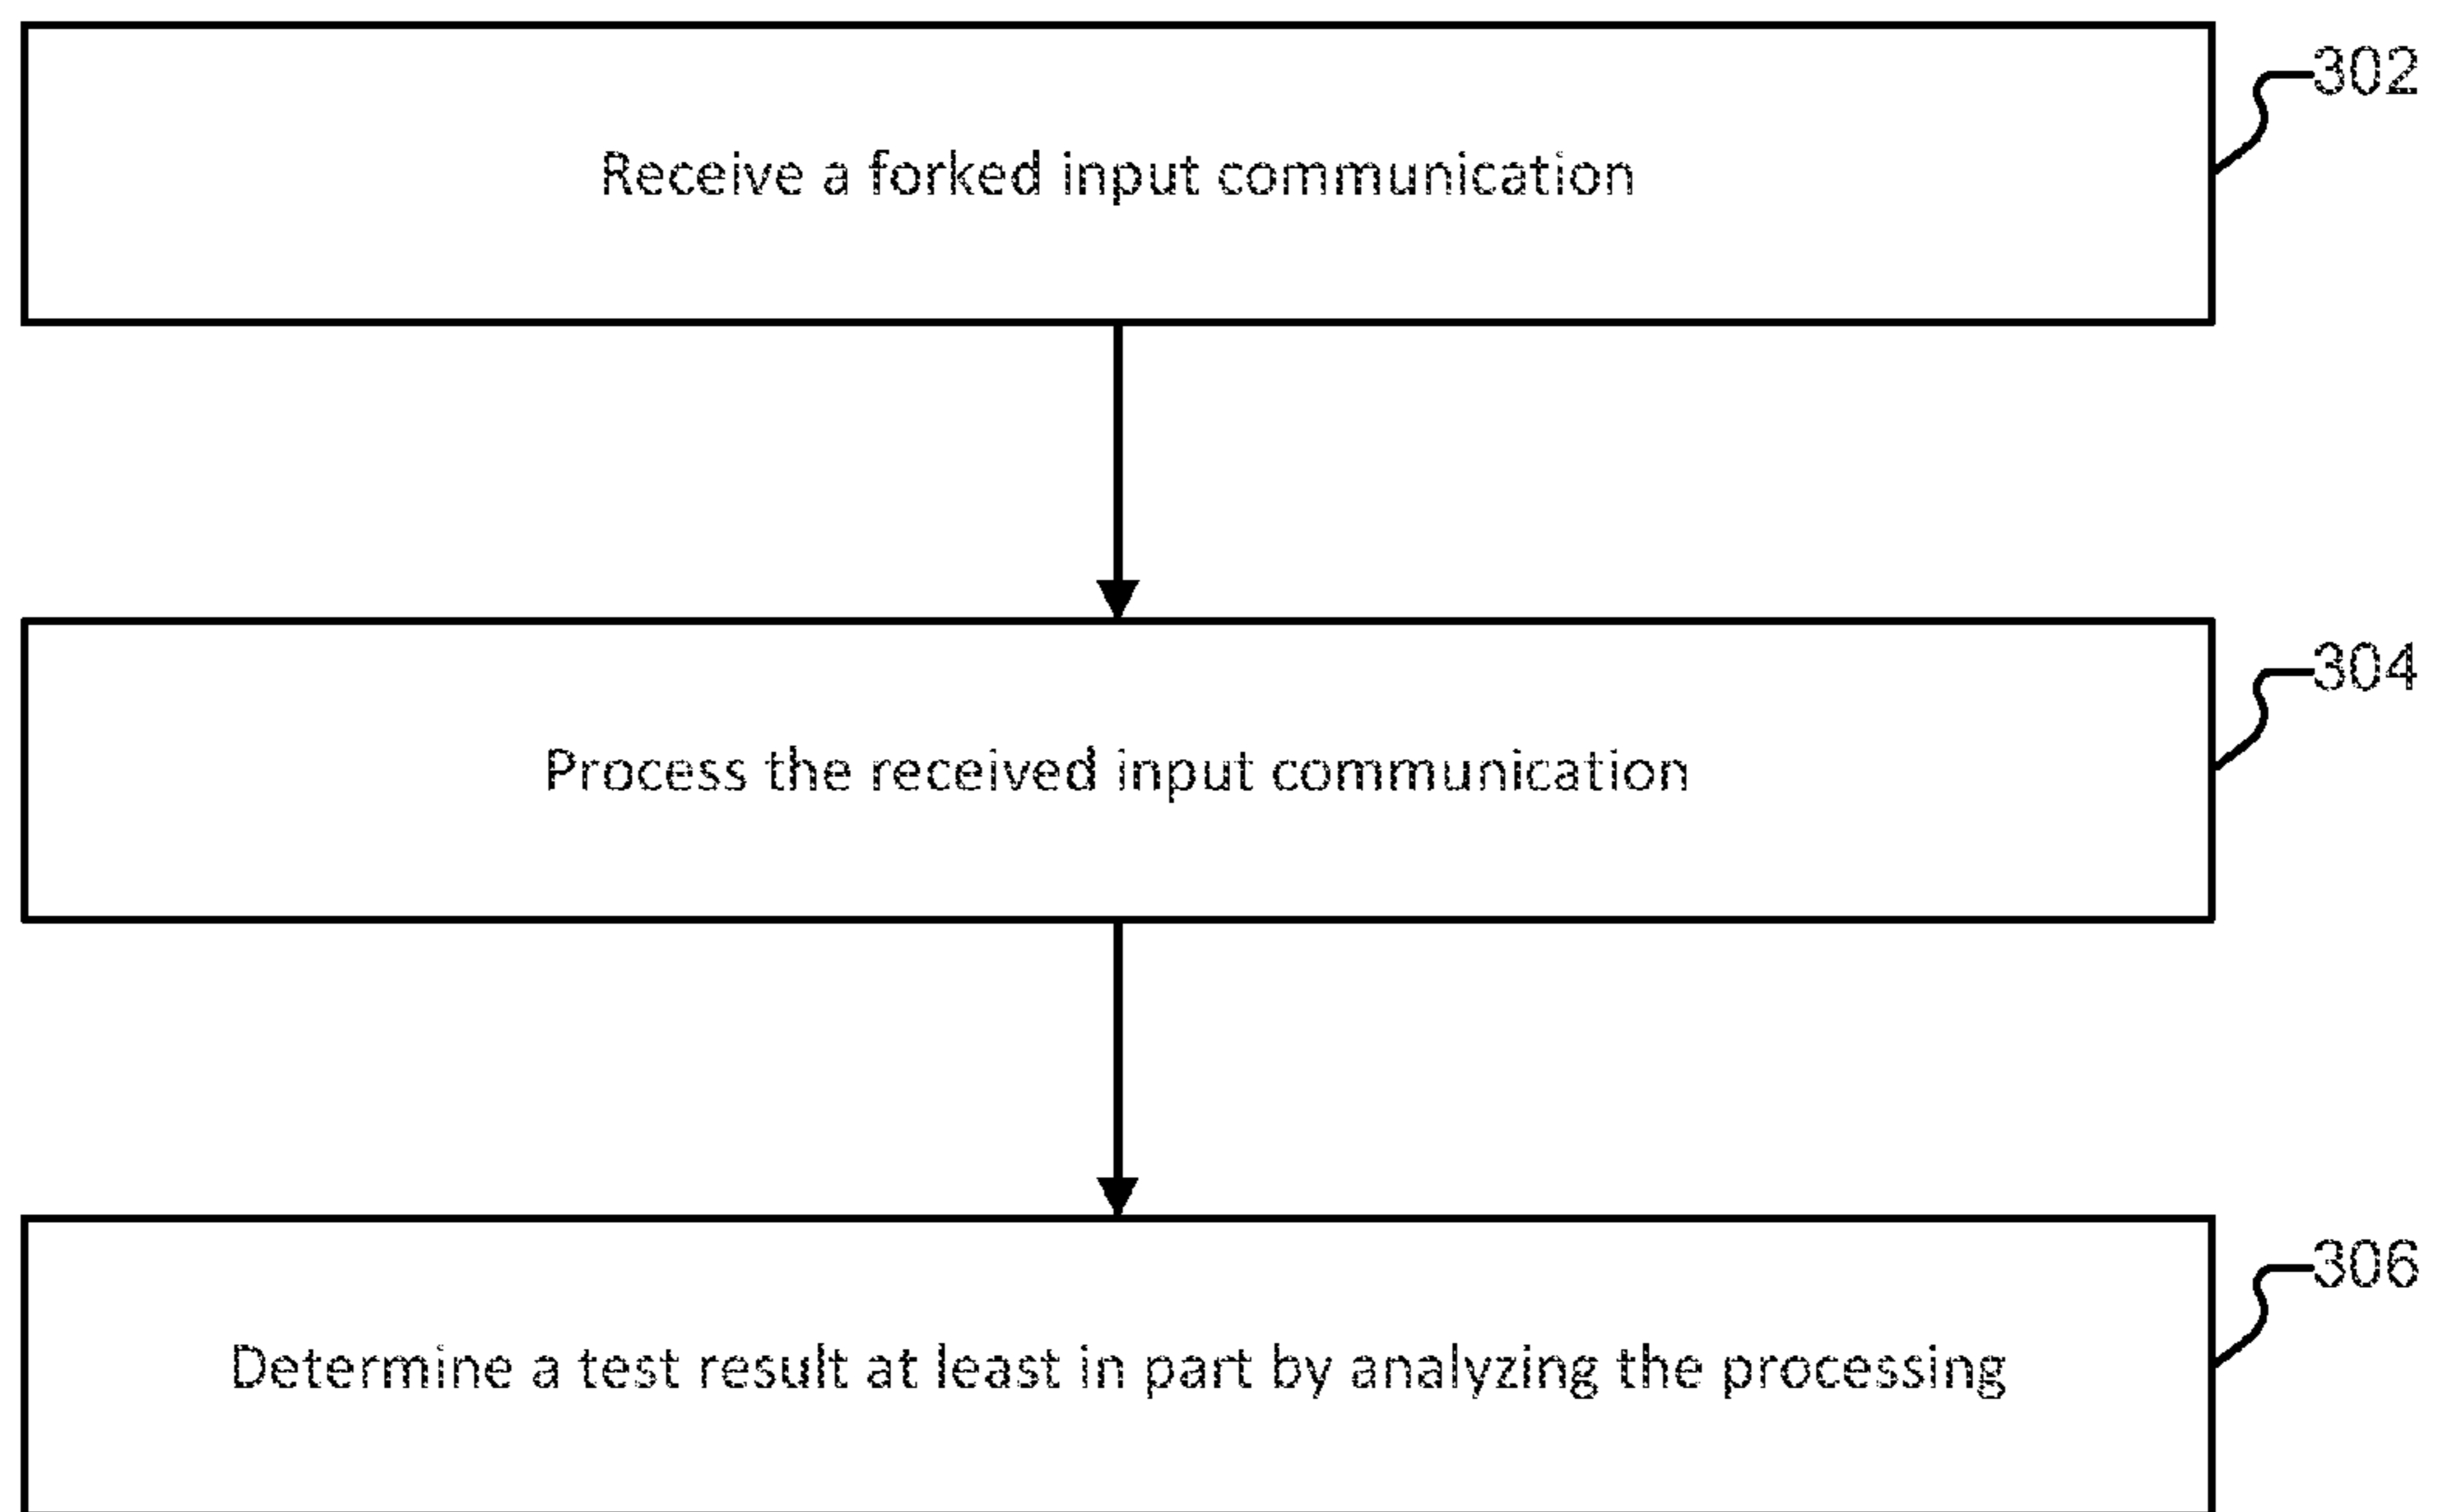 302
Receive a forked input communication
304
Process the received input communication
306
Determine a test result at least in part by analyzing the processing